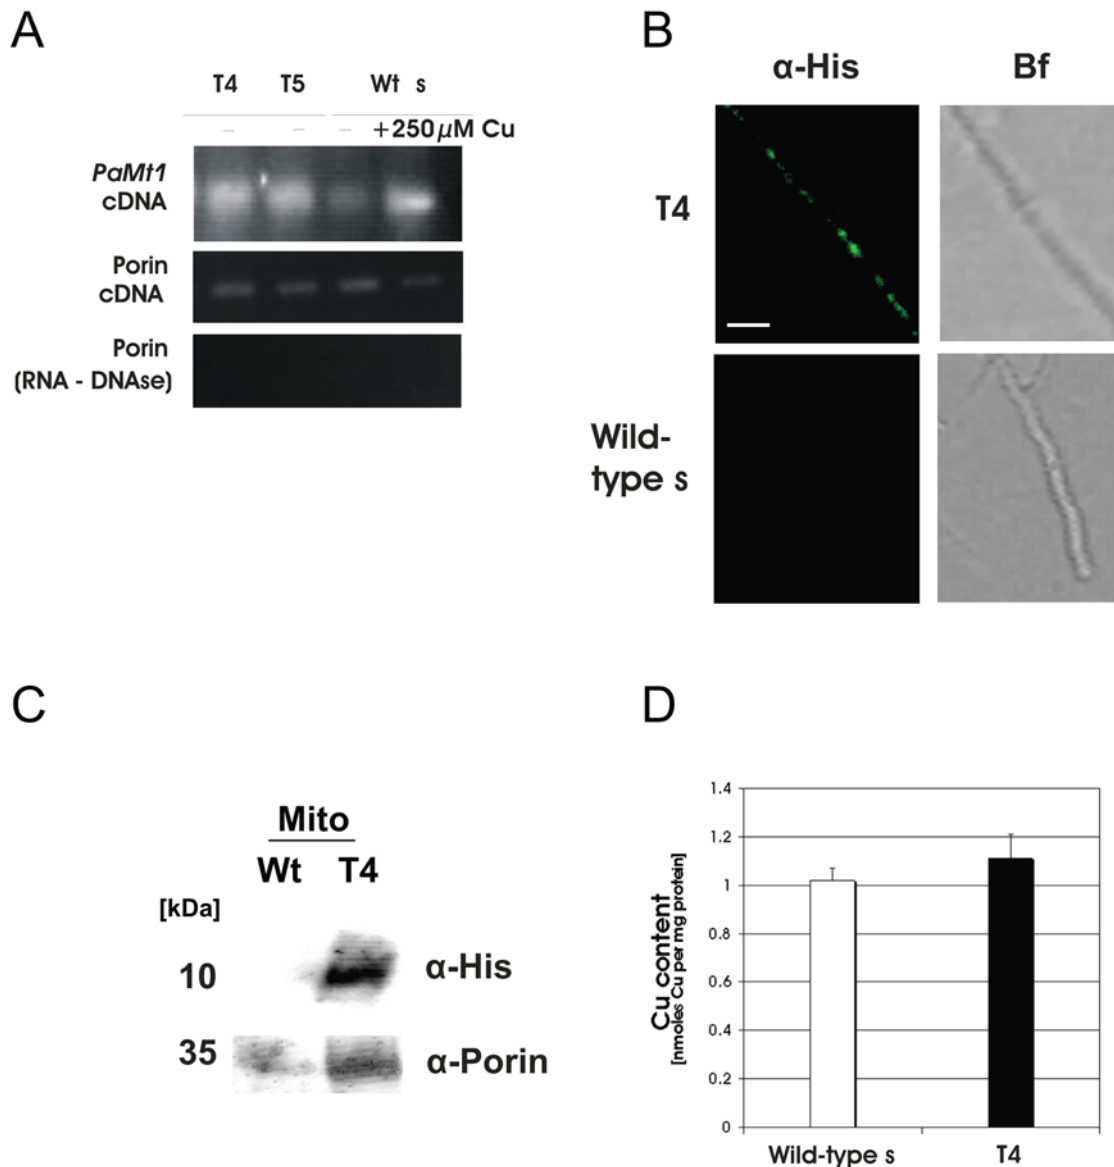 A
T4 T5 Wt s
– – – +250 μM Cu
PaMt1
cDNA
Porin
cDNA
Porin
(RNA - DNAse)
B
α-His Bf
T4
Wild-
type s
C
Mito
Wt T4
[kDa]
10 α-His
35 α-Porin
D
Cu content
[nmoles Cu per mg protein]
1.4
1.2
1
0.8
0.6
0.4
0.2
0
Wild-type s T4